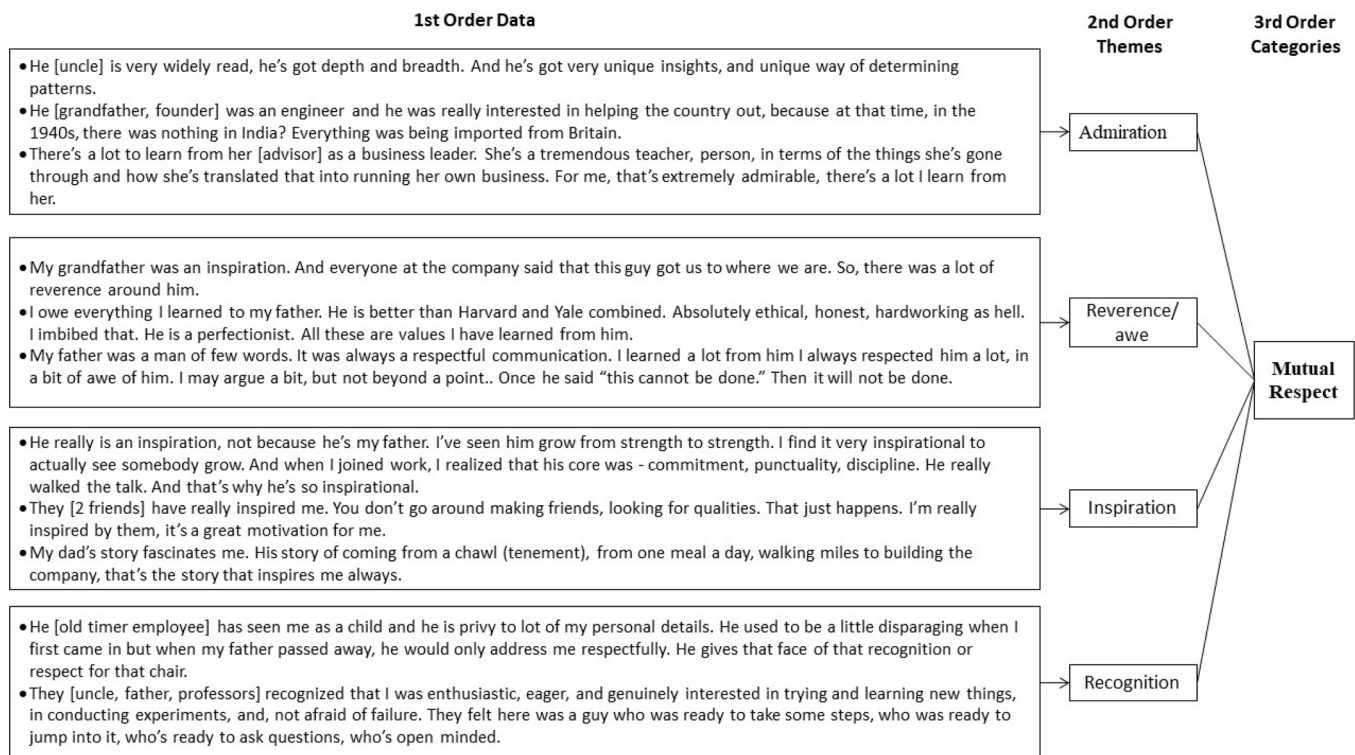 1st Order Data
2nd Order
Themes
3rd Order
Categories
•He [uncle] is very widely read, he's got depth and breadth. And he's got very unique insights, and unique way of determining
patterns.
•He [grandfather, founder] was an engineer and he was really interested in helping the country out, because at that time, in the
1940s, there was nothing in India? Everything was being imported from Britain.
•There's a lot to learn from her [advisor] as a business leader. She's a tremendous teacher, person, in terms of the things she's gone
through and how she's translated that into running her own business. For me, that's extremely admirable, there's a lot I learn from
her.
Admiration
•My grandfather was an inspiration. And everyone at the company said that this guy got us to where we are. So, there was a lot of
reverence around him.
•I owe everything I learned to my father. He is better than Harvard and Yale combined. Absolutely ethical, honest, hardworking as hell.
I imbibed that. He is a perfectionist. All these are values I have learned from him.
•My father was a man of few words. It was always a respectful communication. I learned a lot from him I always respected him a lot, in
a bit of awe of him. I may argue a bit, but not beyond a point.. Once he said “this cannot be done.” Then it will not be done.
Reverence/
awe
Mutual
Respect
•He really is an inspiration, not because he's my father. I've seen him grow from strength to strength. I find it very inspirational to
actually see somebody grow. And when I joined work, I realized that his core was - commitment, punctuality, discipline. He really
walked the talk. And that's why he's so inspirational.
•They [2 friends] have really inspired me. You don't go around making friends, looking for qualities. That just happens. I'm really
inspired by them, it's a great motivation for me.
•My dad's story fascinates me. His story of coming from a chawl (tenement), from one meal a day, walking miles to building the
company, that's the story that inspires me always.
Inspiration
•He [old timer employee] has seen me as a child and he is privy to lot of my personal details. He used to be a little disparaging when I
first came in but when my father passed away, he would only address me respectfully. He gives that face of that recognition or
respect for that chair.
•They [uncle, father, professors] recognized that I was enthusiastic, eager, and genuinely interested in trying and learning new things,
in conducting experiments, and, not afraid of failure. They felt here was a guy who was ready to take some steps, who was ready to
jump into it, who's ready to ask questions, who's open minded.
Recognition